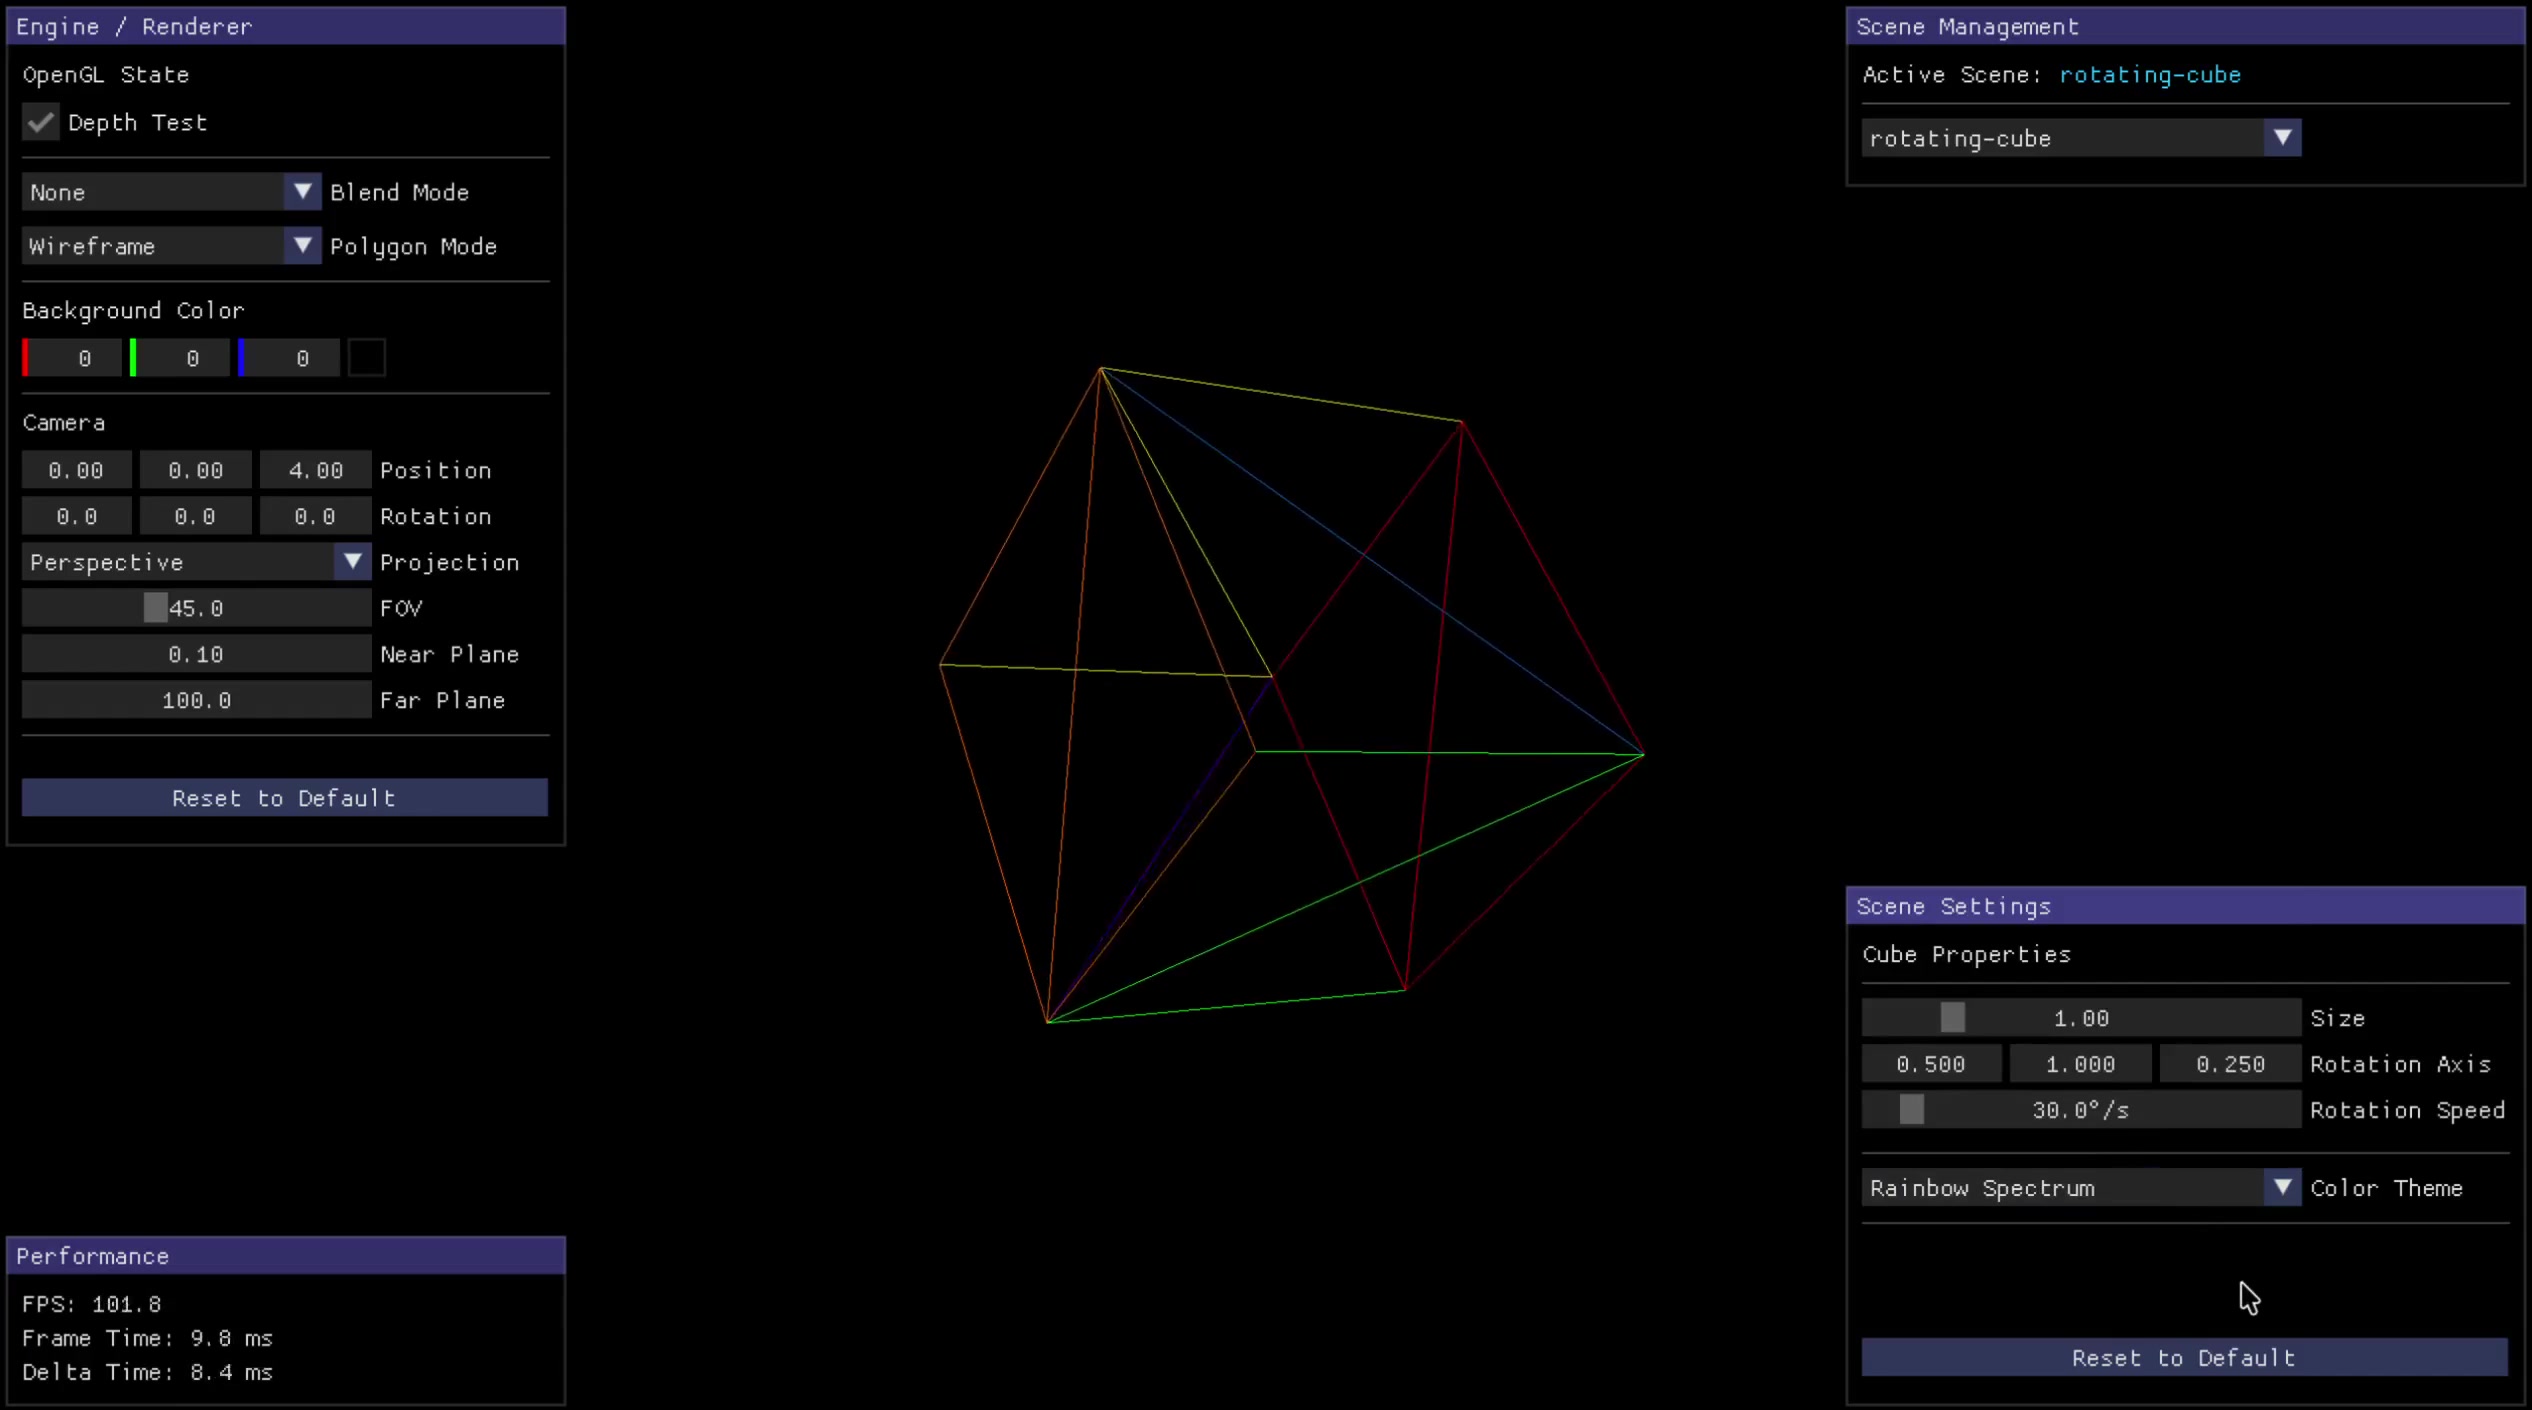 Engine / Renderer
OpenGL State
Depth Test
None Blend Mode
Wireframe Polygon Mode
Background Color
0 0 0
Camera
0.00 0.00 4.00 Position
0.0 0.0 0.0 Rotation
Perspective Projection
45.0 FOV
0.10 Near Plane
100.0 Far Plane
Reset to Default
Performance
FPS: 101.8
Frame Time: 9.8 ms
Delta Time: 8.4 ms
Scene Management
Active Scene: rotating-cube
rotating-cube
Scene Settings
Cube Properties
1.00 Size
0.500 1.000 0.250 Rotation Axis
30.0°/s Rotation Speed
Rainbow Spectrum Color Theme
Reset to Default